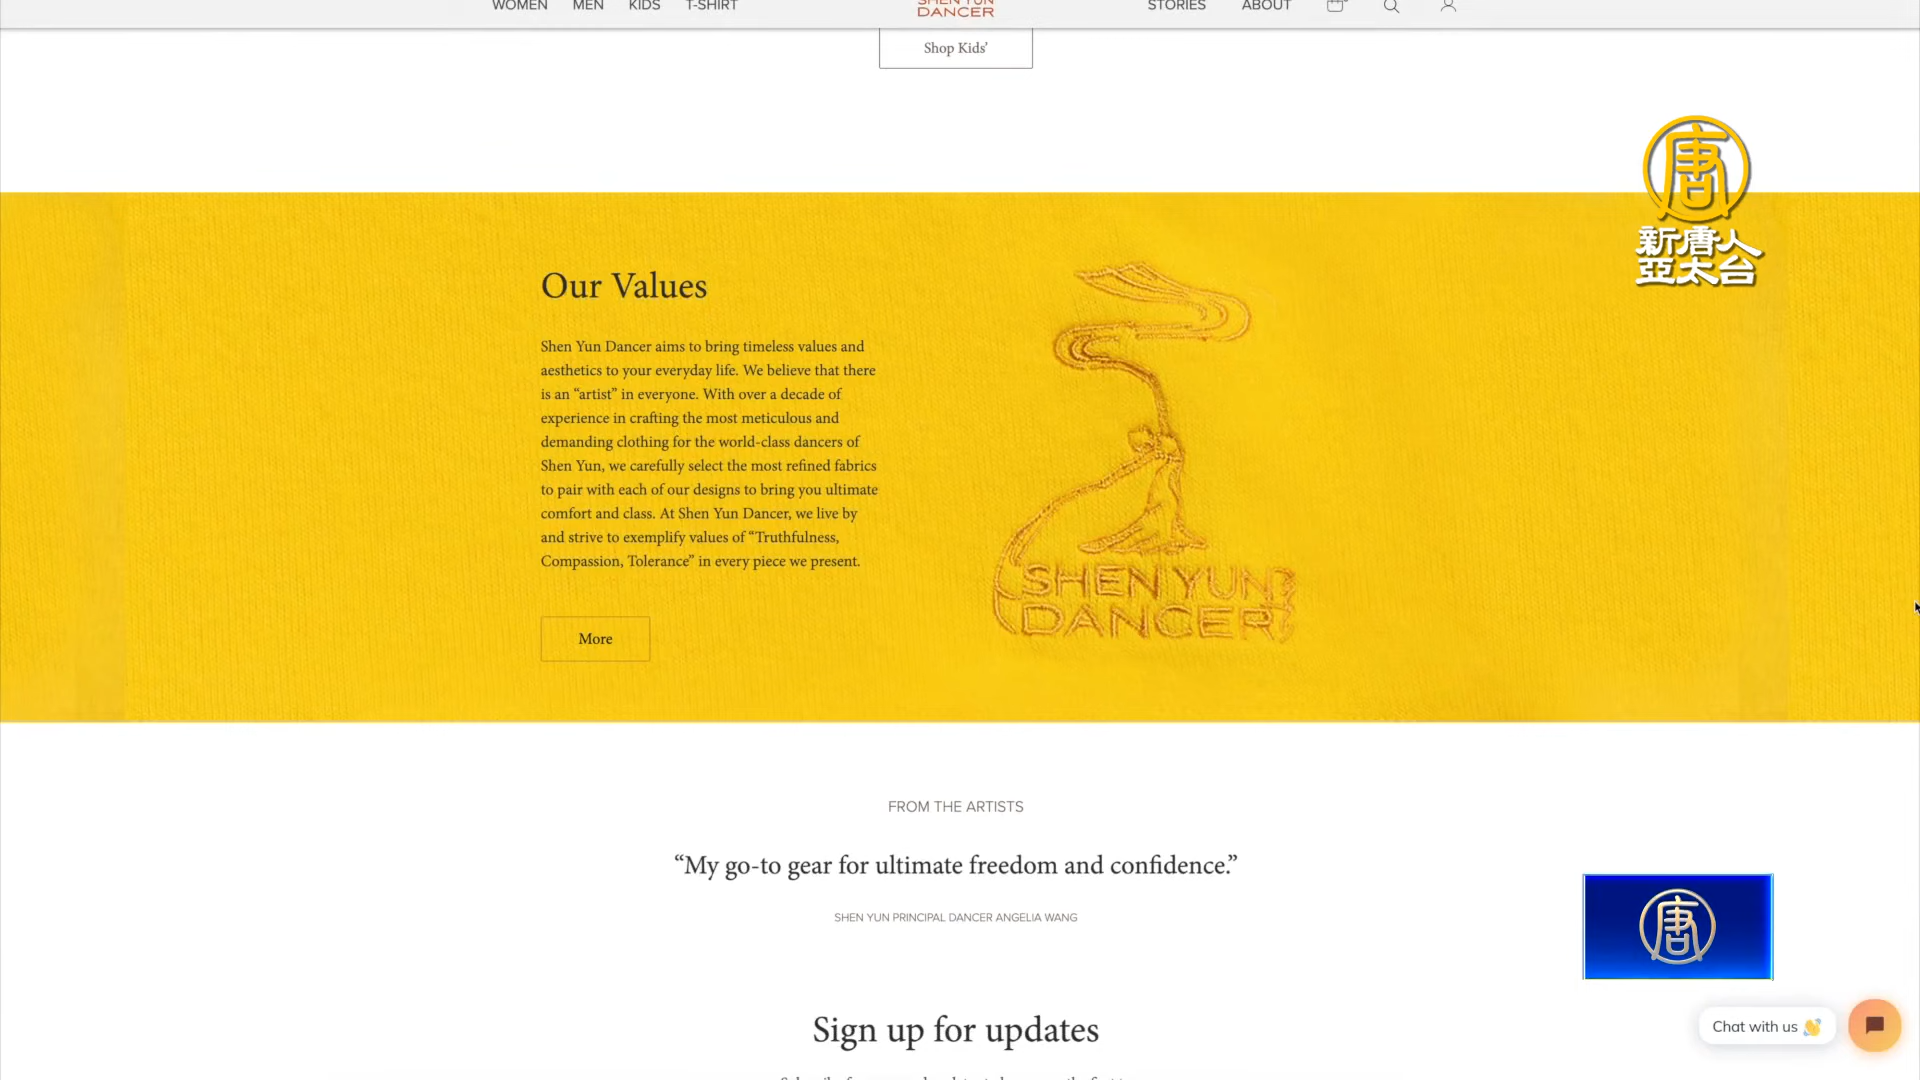 WOMEN MEN KIDS T-SHIRT
SHEN YUN
DANCER
STORIES ABOUT
Shop Kids’
唐
新唐人
亞太台
Our Values
Shen Yun Dancer aims to bring timeless values and
aesthetics to your everyday life. We believe that there
is an “artist” in everyone. With over a decade of
experience in crafting the most meticulous and
demanding clothing for the world-class dancers of
Shen Yun, we carefully select the most refined fabrics
to pair with each of our designs to bring you ultimate
comfort and class. At Shen Yun Dancer, we live by
and strive to exemplify values of “Truthfulness,
Compassion, Tolerance” in every piece we present.
More
SHEN YUN
DANCER
FROM THE ARTISTS
“My go-to gear for ultimate freedom and confidence.”
SHEN YUN PRINCIPAL DANCER ANGELIA WANG
唐
Sign up for updates
Chat with us 👋